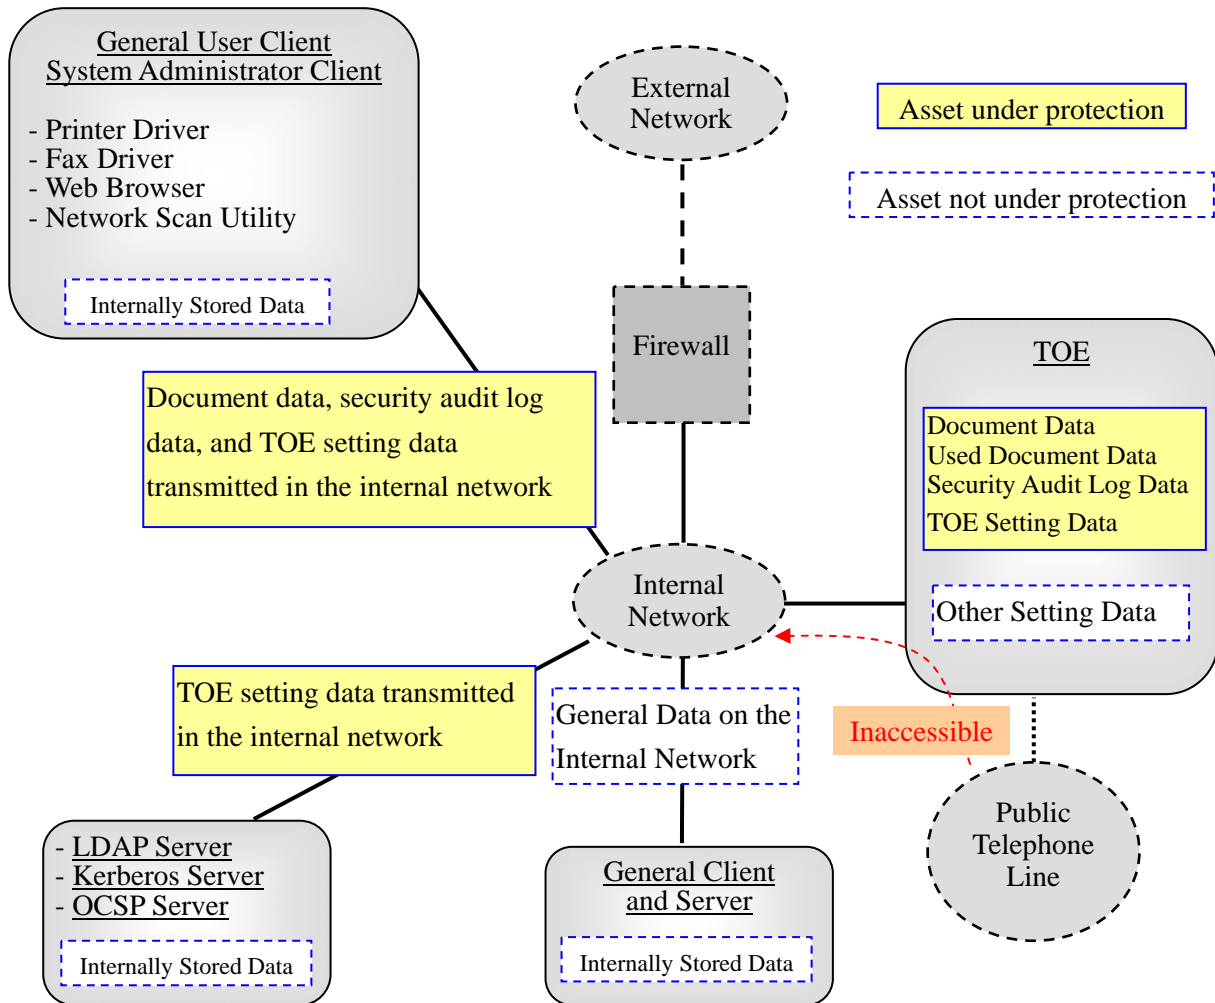 General User Client
System Administrator Client
- Printer Driver
- Fax Driver
- Web Browser
- Network Scan Utility
Internally Stored Data
External
Network
Asset under protection
Asset not under protection
Firewall
TOE
Document Data
Used Document Data
Security Audit Log Data
TOE Setting Data
Other Setting Data
Document data, security audit log
data, and TOE setting data
transmitted in the internal network
Internal
Network
TOE setting data transmitted
in the internal network
General Data on the
Internal Network
Inaccessible
Public
Telephone
Line
- LDAP Server
- Kerberos Server
- OCSP Server
Internally Stored Data
General Client
and Server
Internally Stored Data